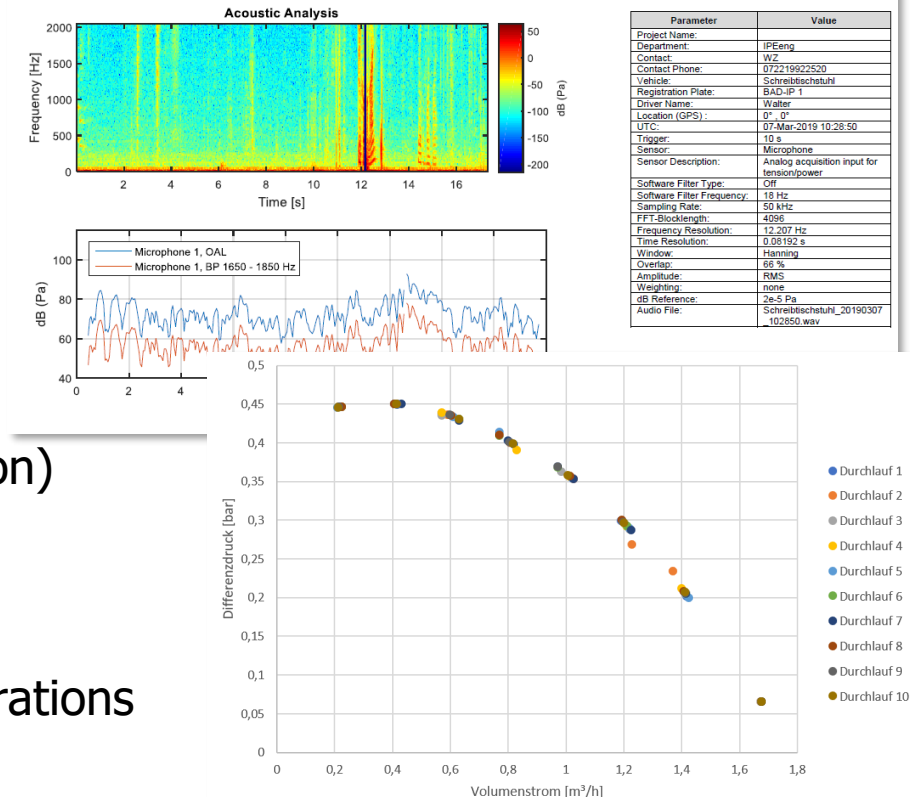 Acoustic Analysis
2000
1500
1000
500
0
Frequency [Hz]
2 4 6 8 10 12 14 16
Time [s]
50
0
-50
-100
-150
-200
dB (Pa)
Parameter Value
Project Name:
Department: IPEeng
Contact: WZ
Contact Phone: 072219922520
Vehicle: Schreibtischstuhl
Registration Plate: BAD-IP 1
Driver Name: Walter
Location (GPS) : 0° , 0°
UTC: 07-Mar-2019 10:28:50
Trigger: 10 s
Sensor: Microphone
Sensor Description: Analog acquisition input for
tension/power
Software Filter Type: Off
Software Filter Frequency: 18 Hz
Sampling Rate: 50 kHz
FFT-Blocklength: 4096
Frequency Resolution: 12.207 Hz
Time Resolution: 0.08192 s
Window: Hanning
Overlap: 66 %
Amplitude: RMS
Weighting: none
dB Reference: 2e-5 Pa
Audio File: Schreibtischstuhl_20190307
_102850.wav
Microphone 1, OAL
Microphone 1, BP 1650 - 1850 Hz
100
80
60
40
dB (Pa)
0 2 4
on)
rations
0,5
0,45
0,4
0,35
0,3
0,25
0,2
0,15
0,1
0,05
0
Differenzdruck [bar]
0 0,2 0,4 0,6 0,8 1 1,2 1,4 1,6 1,8
Volumenstrom [m³/h]
Durchlauf 1
Durchlauf 2
Durchlauf 3
Durchlauf 4
Durchlauf 5
Durchlauf 6
Durchlauf 7
Durchlauf 8
Durchlauf 9
Durchlauf 10